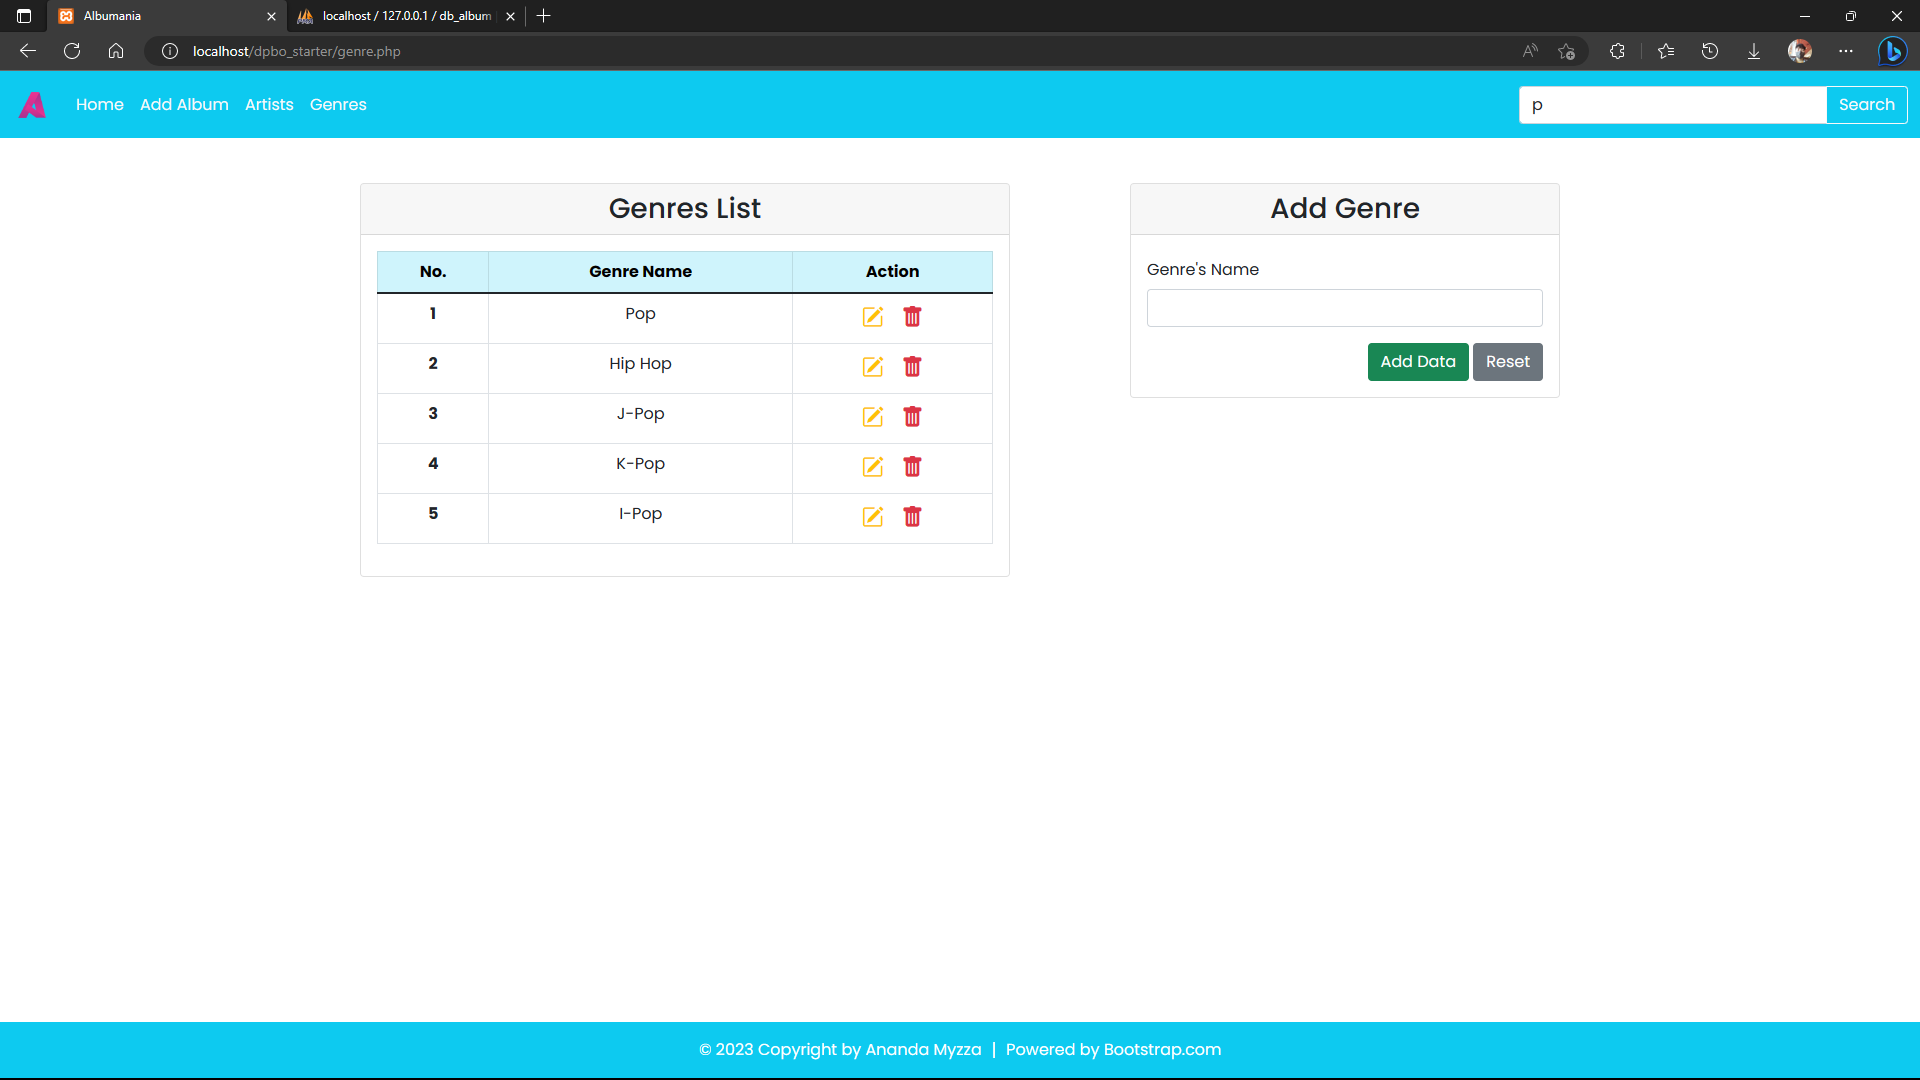 Albumania
localhost / 127.0.0.1 / db_album
localhost/dpbo_starter/genre.php
Home Add Album Artists Genres
p Search
Genres List
No. Genre Name Action
1 Pop
2 Hip Hop
3 J-Pop
4 K-Pop
5 I-Pop
Add Genre
Genre's Name
Add Data Reset
© 2023 Copyright by Ananda Myzza | Powered by Bootstrap.com